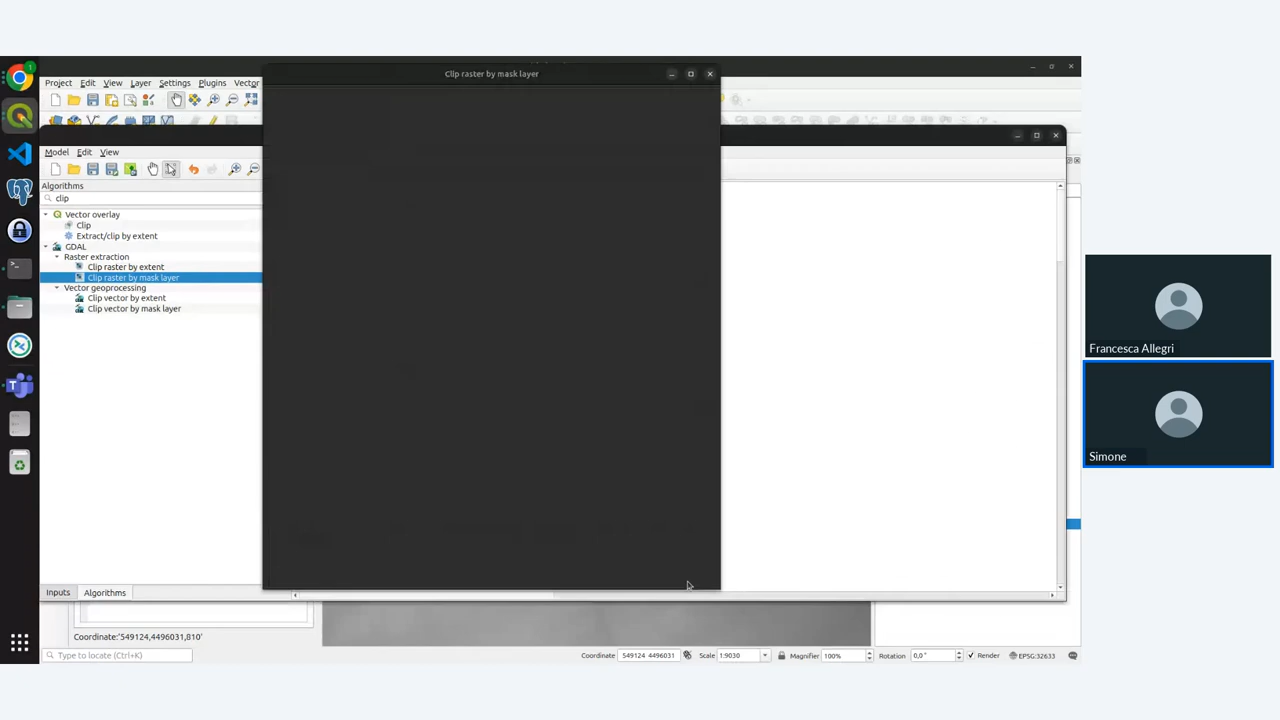 Clip raster by mask layer
Project Edit View Layer Settings Plugins Vector
Model Edit View
Algorithms
clip
Vector overlay
Clip
Extract/clip by extent
GDAL
Raster extraction
Clip raster by extent
Clip raster by mask layer
Vector geoprocessing
Clip vector by extent
Clip vector by mask layer
Inputs Algorithms
Coordinate:'549124,4496031,810'
Type to locate (Ctrl+K)
Coordinate 549124 4496031 Scale 1:9030 Magnifier 100% Rotation 0,0 ° Render EPSG:32633
Francesca Allegri
Simone
1